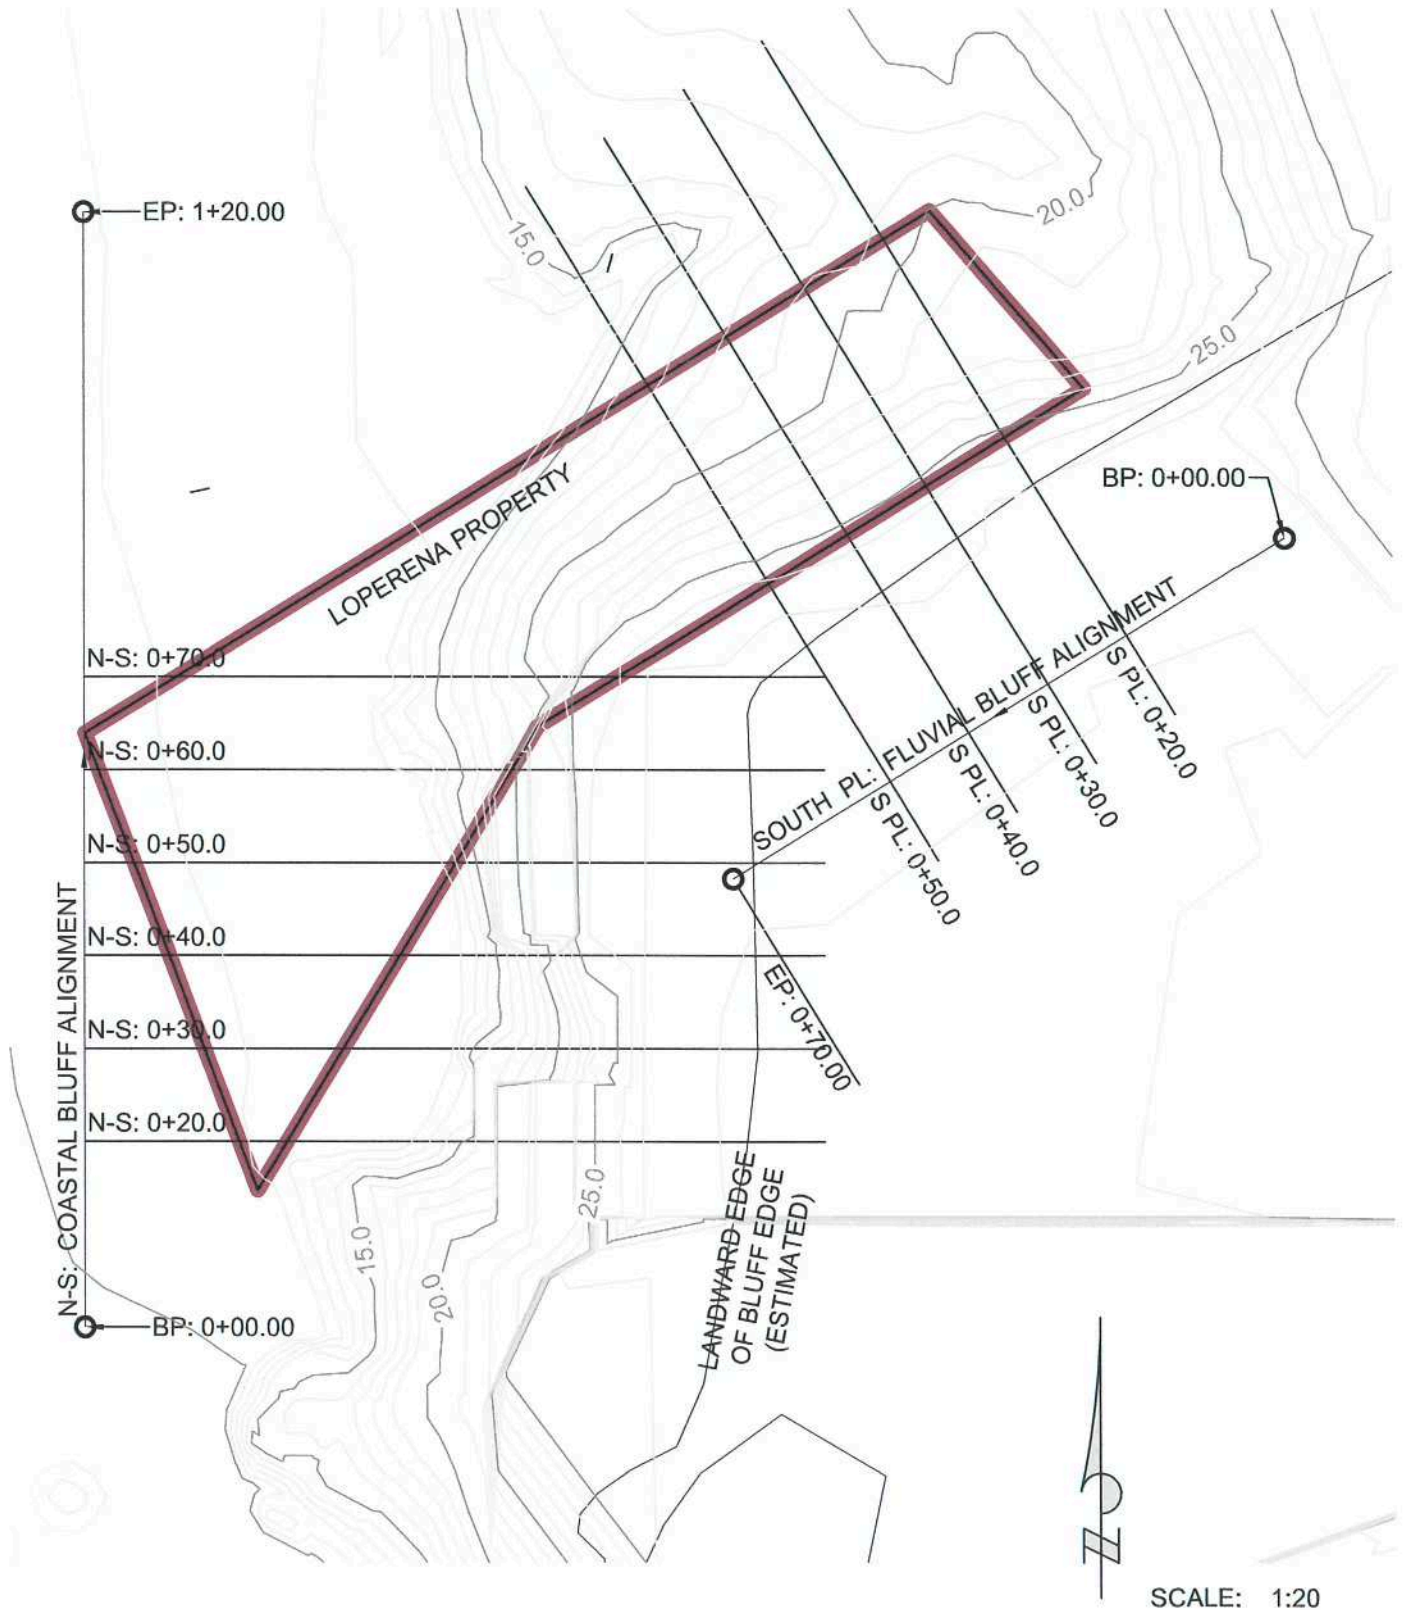 EP: 1+20.00
15.0
20.0
25.0
LOPERENA PROPERTY
BP: 0+00.00
N-S: 0+70.0
N-S: 0+60.0
N-S: 0+50.0
N-S: 0+40.0
N-S: 0+30.0
N-S: 0+20.0
N-S: COASTAL BLUFF ALIGNMENT
BP: 0+00.00
SOUTH PL: FLUVIAL BLUFF ALIGNMENT
S PL: 0+20.0
S PL: 0+30.0
S PL: 0+40.0
S PL: 0+50.0
EP: 0+70.00
15.0
20.0
25.0
LANDWARD EDGE
OF BLUFF EDGE
(ESTIMATED)
N
SCALE: 1:20